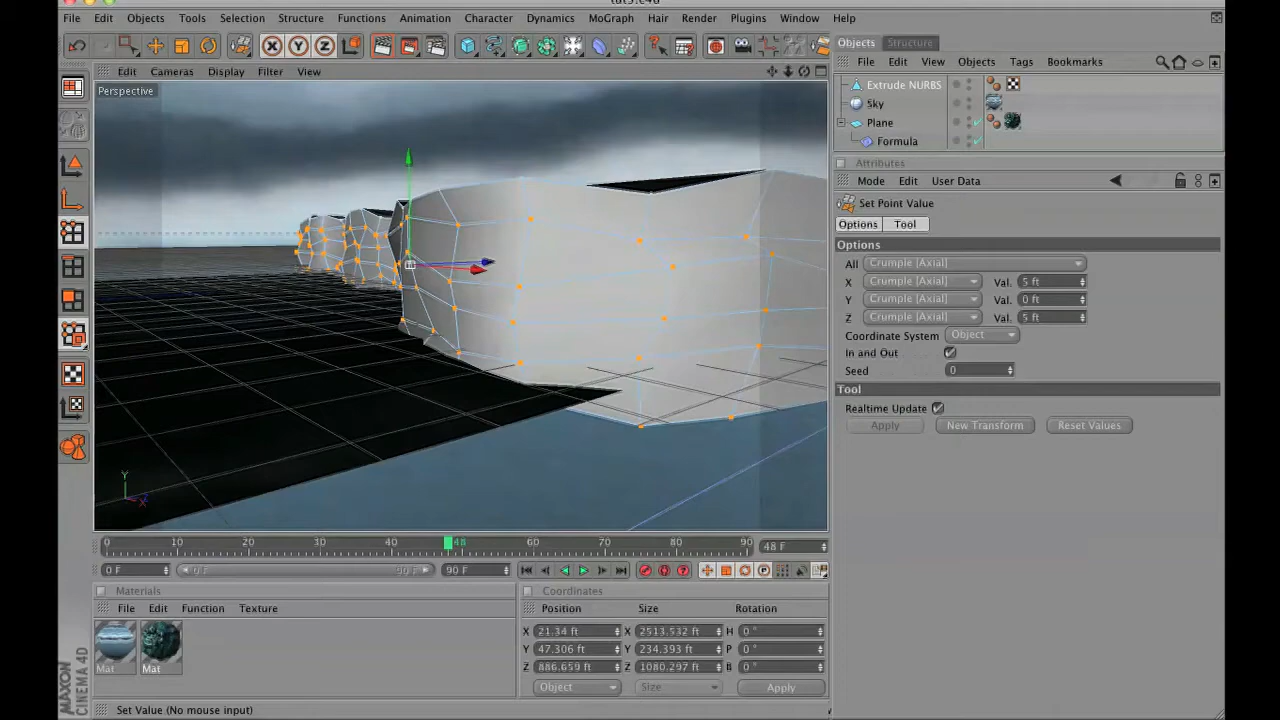 tut5.c4d
File Edit Objects Tools Selection Structure Functions Animation Character Dynamics MoGraph Hair Render Plugins Window Help
X Y Z
Objects Structure
File Edit View Objects Tags Bookmarks
Edit Cameras Display Filter View
Perspective
Extrude NURBS
Sky
Plane
Formula
Attributes
Mode Edit User Data
Set Point Value
Options Tool
Options
All Crumple [Axial]
X Crumple [Axial] Val. 5 ft
Y Crumple [Axial] Val. 0 ft
Z Crumple [Axial] Val. 5 ft
Coordinate System Object
In and Out
Seed 0
Tool
Realtime Update
Apply New Transform Reset Values
Y
Z
X
0 10 20 30 40 48 60 70 80 90 48 F
0 F 0 F 90 F 90 F
Materials
File Edit Function Texture
Mat Mat
Coordinates
Position Size Rotation
X 21.34 ft X 2513.532 ft H 0 °
Y 47.306 ft Y 234.393 ft P 0 °
Z 886.659 ft Z 1080.297 ft B 0 °
Object Size Apply
MAXON
CINEMA 4D
Set Value (No mouse input)